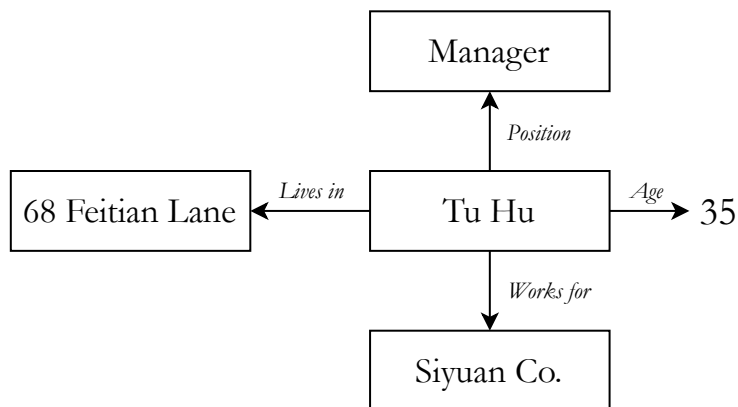 Manager
Position
68 Feitian Lane
Lives in
Tu Hu
Age
35
Works for
Siyuan Co.